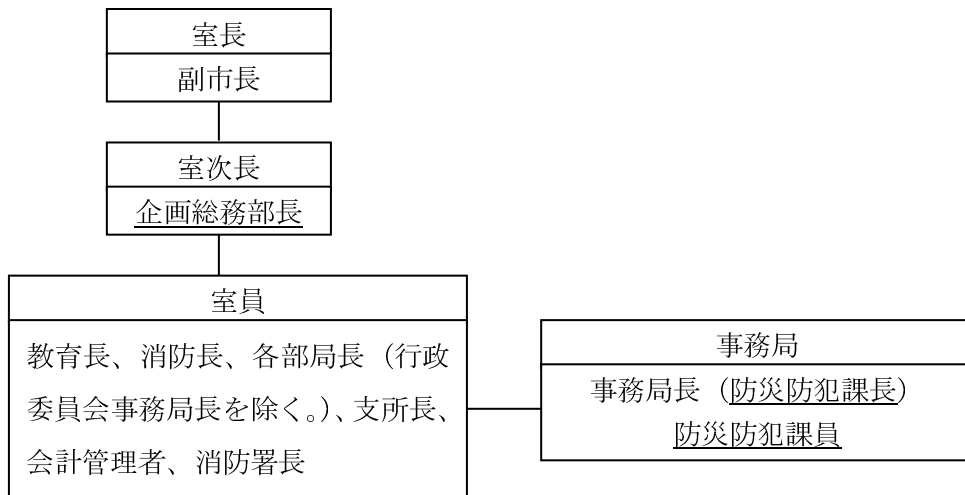 室長
副市長
室次長
企画総務部長
室員
教育長、消防長、各部局長（行政
委員会事務局長を除く。）、支所長、
会計管理者、消防署長
事務局
事務局長（防災防犯課長）
防災防犯課員